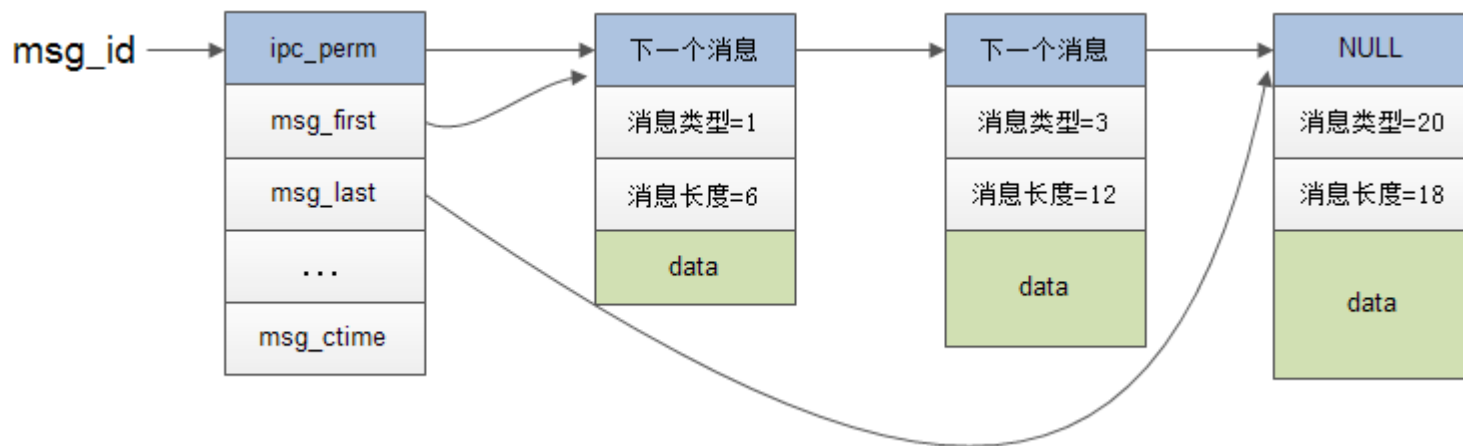 msg_id
ipc_perm
msg_first
msg_last
...
msg_ctime
下一个消息
消息类型=1
消息长度=6
data
下一个消息
消息类型=3
消息长度=12
data
NULL
消息类型=20
消息长度=18
data